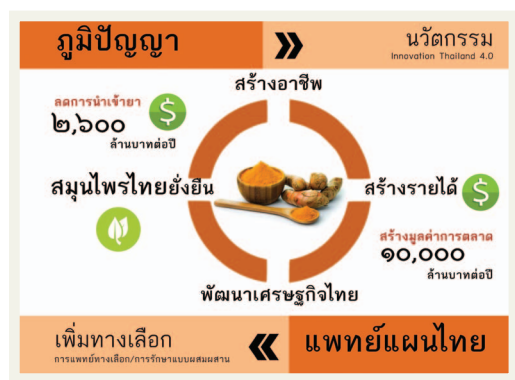 ภูมิปัญญา
นวัตกรรม
Innovation Thailand 4.0
สร้างอาชีพ
ลดการนำเข้ายา
๒,๖๐๐
ล้านบาทต่อปี
สมุนไพรไทยยั่งยืน
สร้างรายได้
สร้างมูลค่าการตลาด
๑๐,๐๐๐
ล้านบาทต่อปี
พัฒนาเศรษฐกิจไทย
เพิ่มทางเลือก
การแพทย์ทางเลือก/การรักษาแบบผสมผสาน
แพทย์แผนไทย